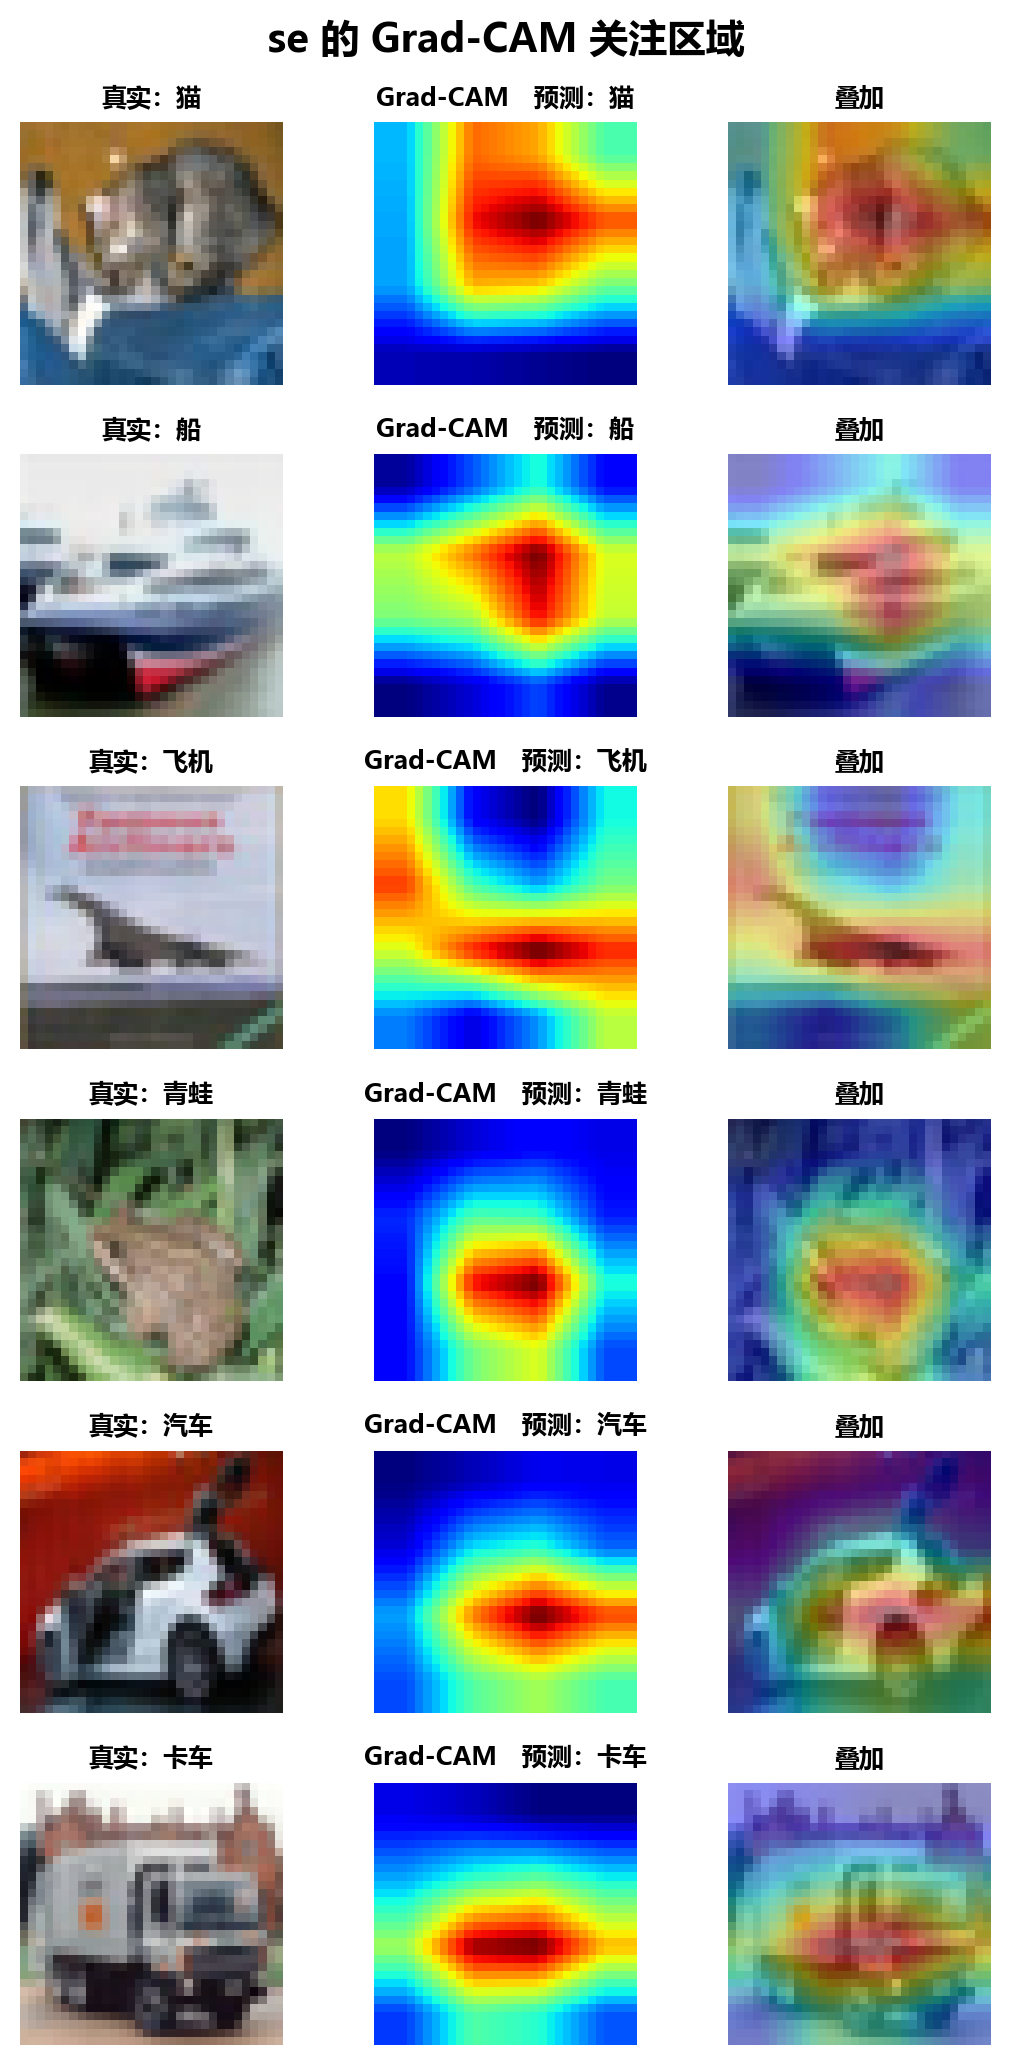 se 的 Grad-CAM 关注区域
真实：猫 Grad-CAM 预测：猫 叠加
真实：船 Grad-CAM 预测：船 叠加
真实：飞机 Grad-CAM 预测：飞机 叠加
真实：青蛙 Grad-CAM 预测：青蛙 叠加
真实：汽车 Grad-CAM 预测：汽车 叠加
真实：卡车 Grad-CAM 预测：卡车 叠加